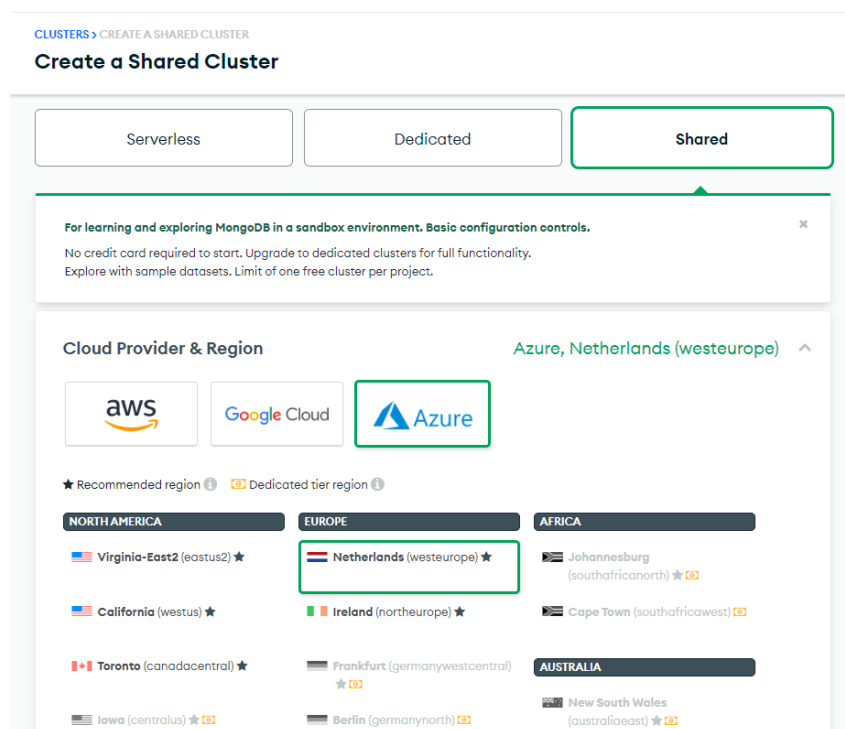 CLUSTERS > CREATE A SHARED CLUSTER
Create a Shared Cluster
Serverless
Dedicated
Shared
For learning and exploring MongoDB in a sandbox environment. Basic configuration controls.
No credit card required to start. Upgrade to dedicated clusters for full functionality.
Explore with sample datasets. Limit of one free cluster per project.
Cloud Provider & Region
Azure, Netherlands (westeurope)
aws
Google Cloud
Azure
Recommended region
Dedicated tier region
NORTH AMERICA
Virginia-East2 (eastus2)
California (westus)
Toronto (canadacentral)
Iowa (centralus)
EUROPE
Netherlands (westeurope)
Ireland (northeurope)
Frankfurt (germanywestcentral)
Berlin (germanynorth)
AFRICA
Johannesburg
(southafricanorth)
Cape Town (southafricawest)
AUSTRALIA
New South Wales
(australiaeast)